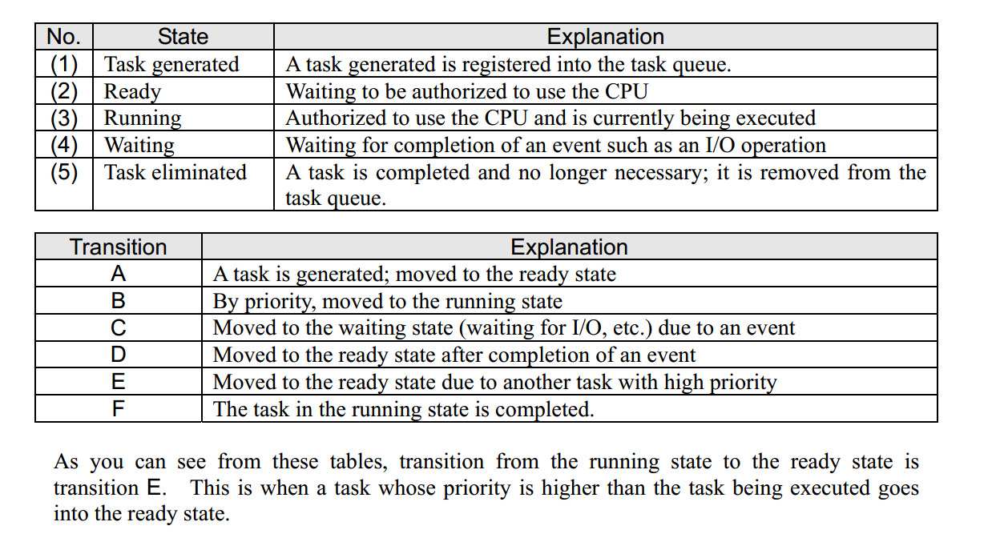 No. State Explanation
(1) Task generated A task generated is registered into the task queue.
(2) Ready Waiting to be authorized to use the CPU
(3) Running Authorized to use the CPU and is currently being executed
(4) Waiting Waiting for completion of an event such as an I/O operation
(5) Task eliminated A task is completed and no longer necessary; it is removed from the
task queue.
Transition Explanation
A A task is generated; moved to the ready state
B By priority, moved to the running state
C Moved to the waiting state (waiting for I/O, etc.) due to an event
D Moved to the ready state after completion of an event
E Moved to the ready state due to another task with high priority
F The task in the running state is completed.
As you can see from these tables, transition from the running state to the ready state is
transition E. This is when a task whose priority is higher than the task being executed goes
into the ready state.